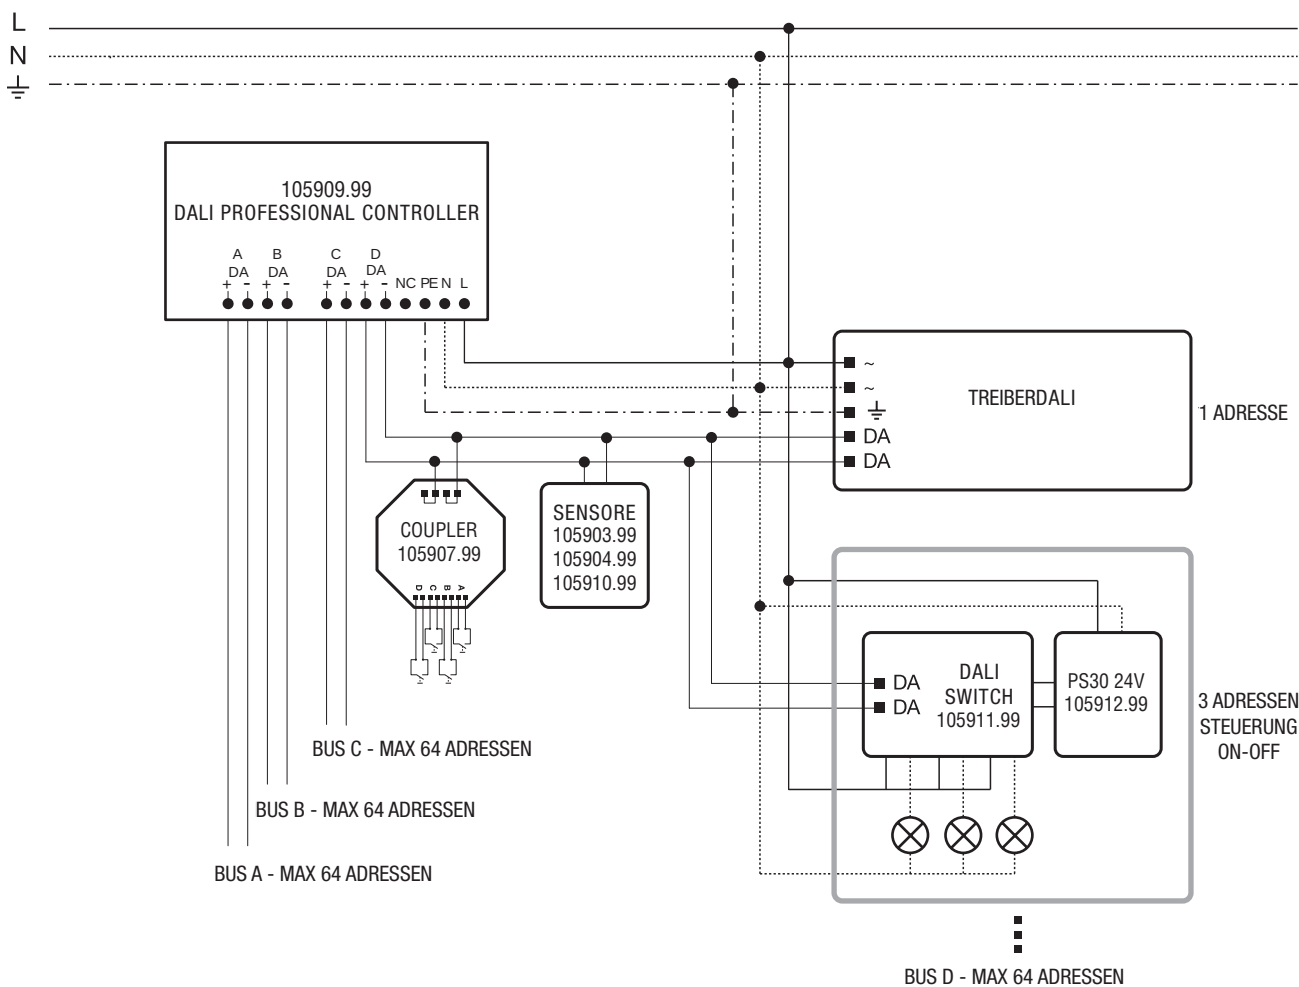 L
N
105909.99
DALI PROFESSIONAL CONTROLLER
A B C D
DA DA DA DA
+ - + - + - + - NC PE N L
~
~
TREIBERDALI
1 ADRESSE
DA
DA
COUPLER
105907.99
D C B A
SENSORE
105903.99
105904.99
105910.99
DA
DA
DALI
SWITCH
105911.99
PS30 24V
105912.99
3 ADRESSEN
STEUERUNG
ON-OFF
BUS C - MAX 64 ADRESSEN
BUS B - MAX 64 ADRESSEN
BUS A - MAX 64 ADRESSEN
BUS D - MAX 64 ADRESSEN